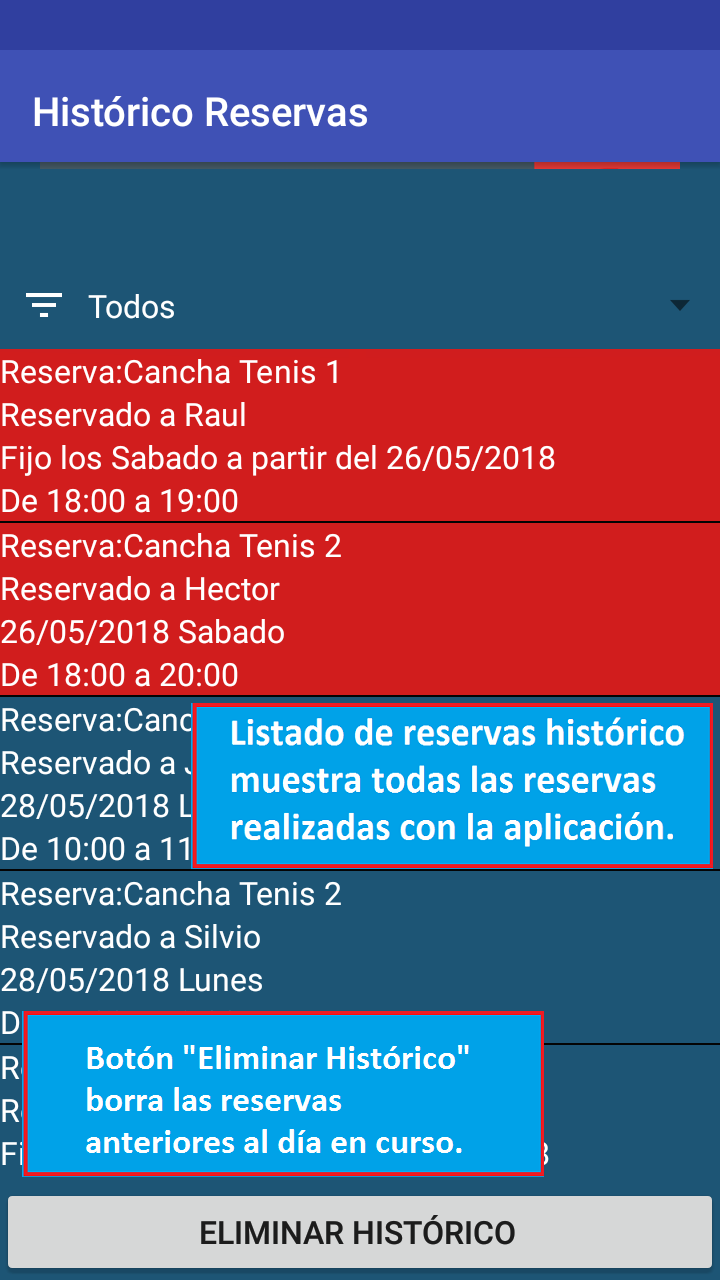 Histórico Reservas
Todos
Reserva:Cancha Tenis 1
Reservado a Raul
Fijo los Sabado a partir del 26/05/2018
De 18:00 a 19:00
Reserva:Cancha Tenis 2
Reservado a Hector
26/05/2018 Sabado
De 18:00 a 20:00
Reservado a
28/05/2018
De 10:00 a
Listado de reservas histórico
muestra todas las reservas
realizadas con la aplicación.
Reserva:Cancha Tenis 2
Reservado a Silvio
28/05/2018 Lunes
Botón "Eliminar Histórico"
borra las reservas
anteriores al día en curso.
ELIMINAR HISTÓRICO